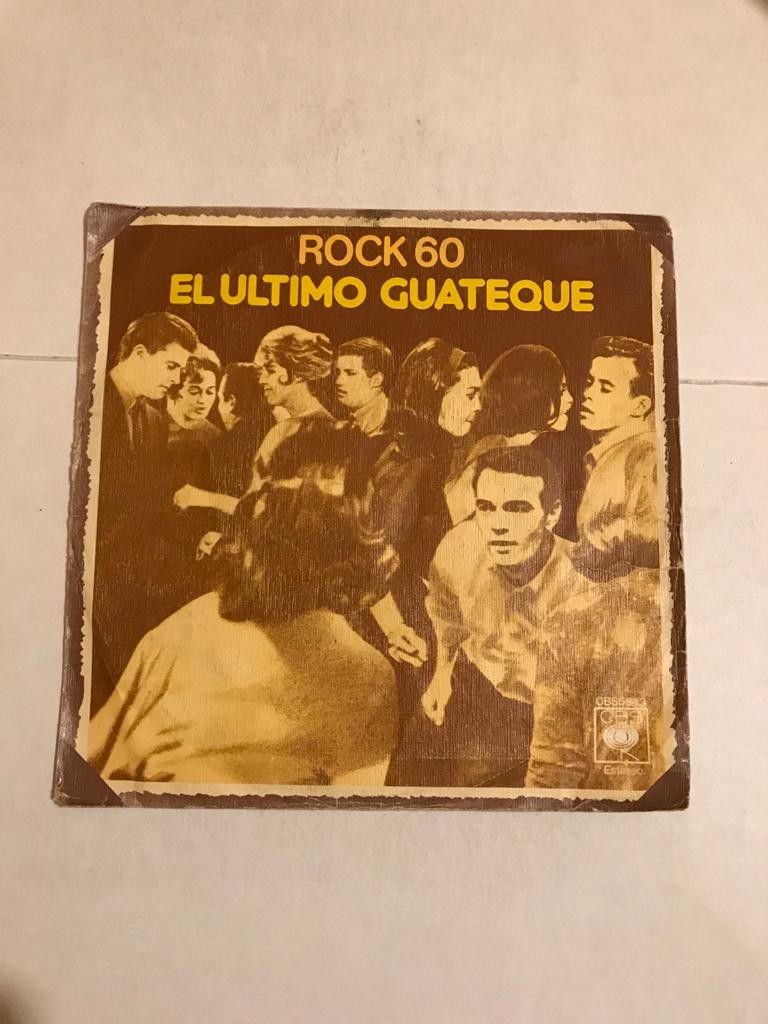 ROCK 60
EL ULTIMO GUATEQUE
CBS
Estereo